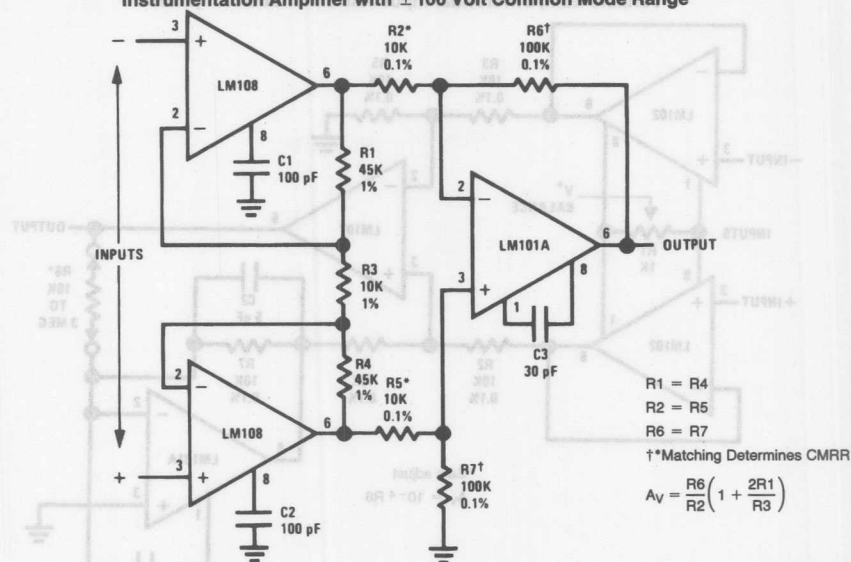 Instrumentation Amplifier with ±100 Volt Common Mode Range
R2*
10K
0.1%
R6†
100K
0.1%
–
3
+
LM108
6
2
–
8
C1
100 pF
R1
45K
1%
INPUTS
R3
10K
1%
2
–
LM101A
6
OUTPUT
3
+
8
1
C3
30 pF
2
–
LM108
6
R4
45K
1%
R5*
10K
0.1%
+
3
+
8
C2
100 pF
R7†
100K
0.1%
R1 = R4
R2 = R5
R6 = R7
†*Matching Determines CMRR
AV = R6/R2 (1 + 2R1/R3)